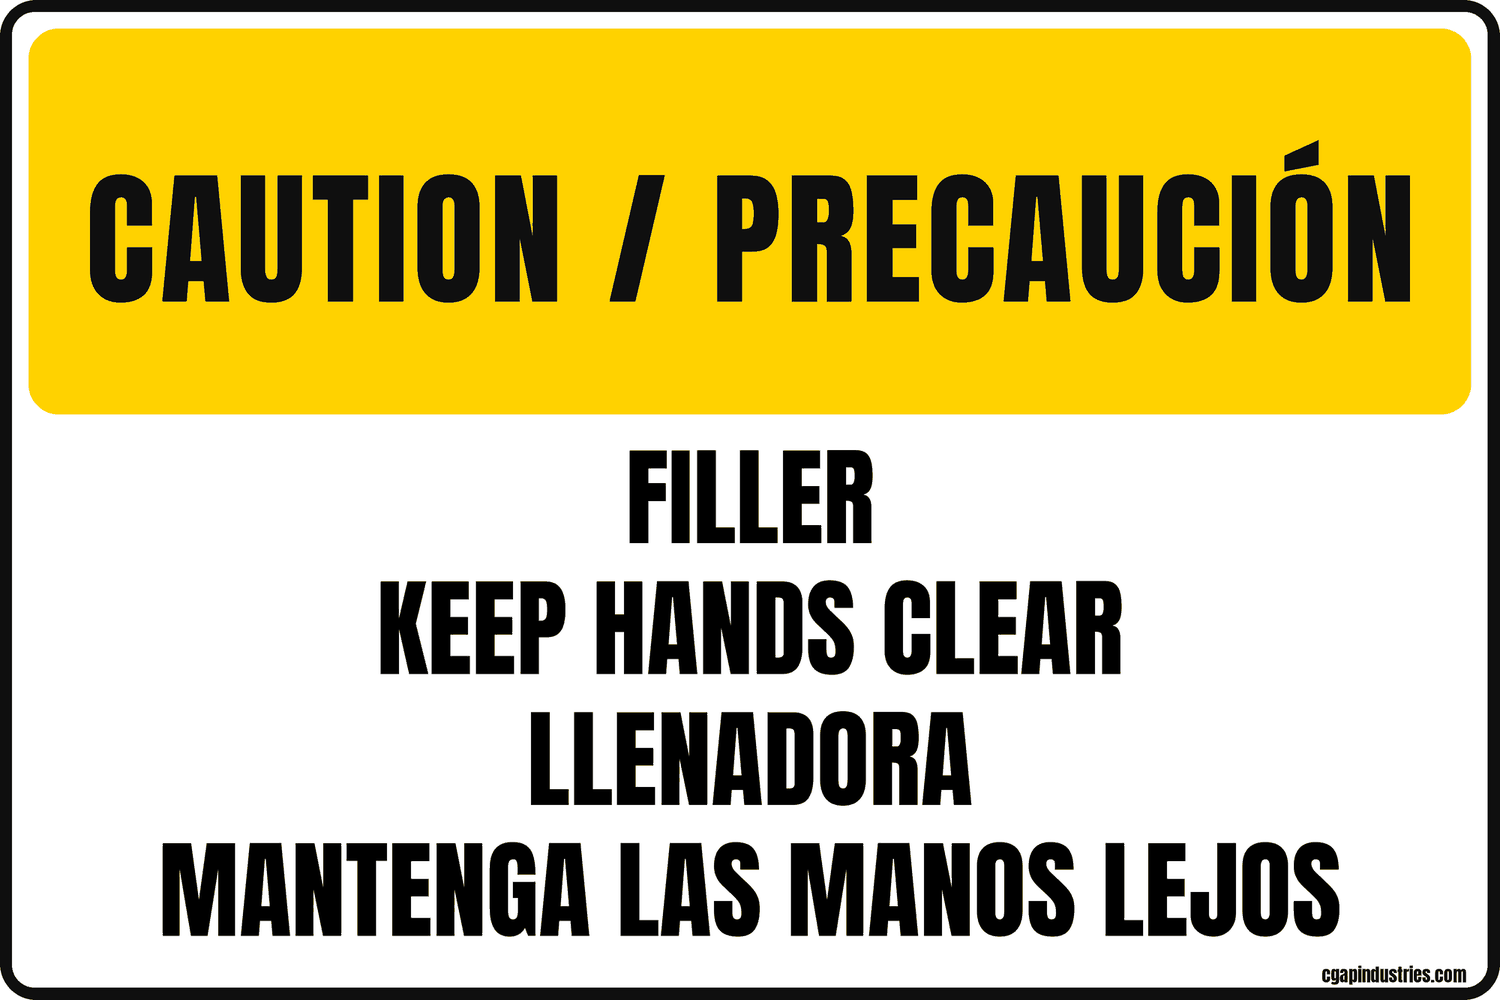 CAUTION / PRECAUCIÓN
FILLER
KEEP HANDS CLEAR
LLENADORA
MANTENGA LAS MANOS LEJOS
cgapindustries.com